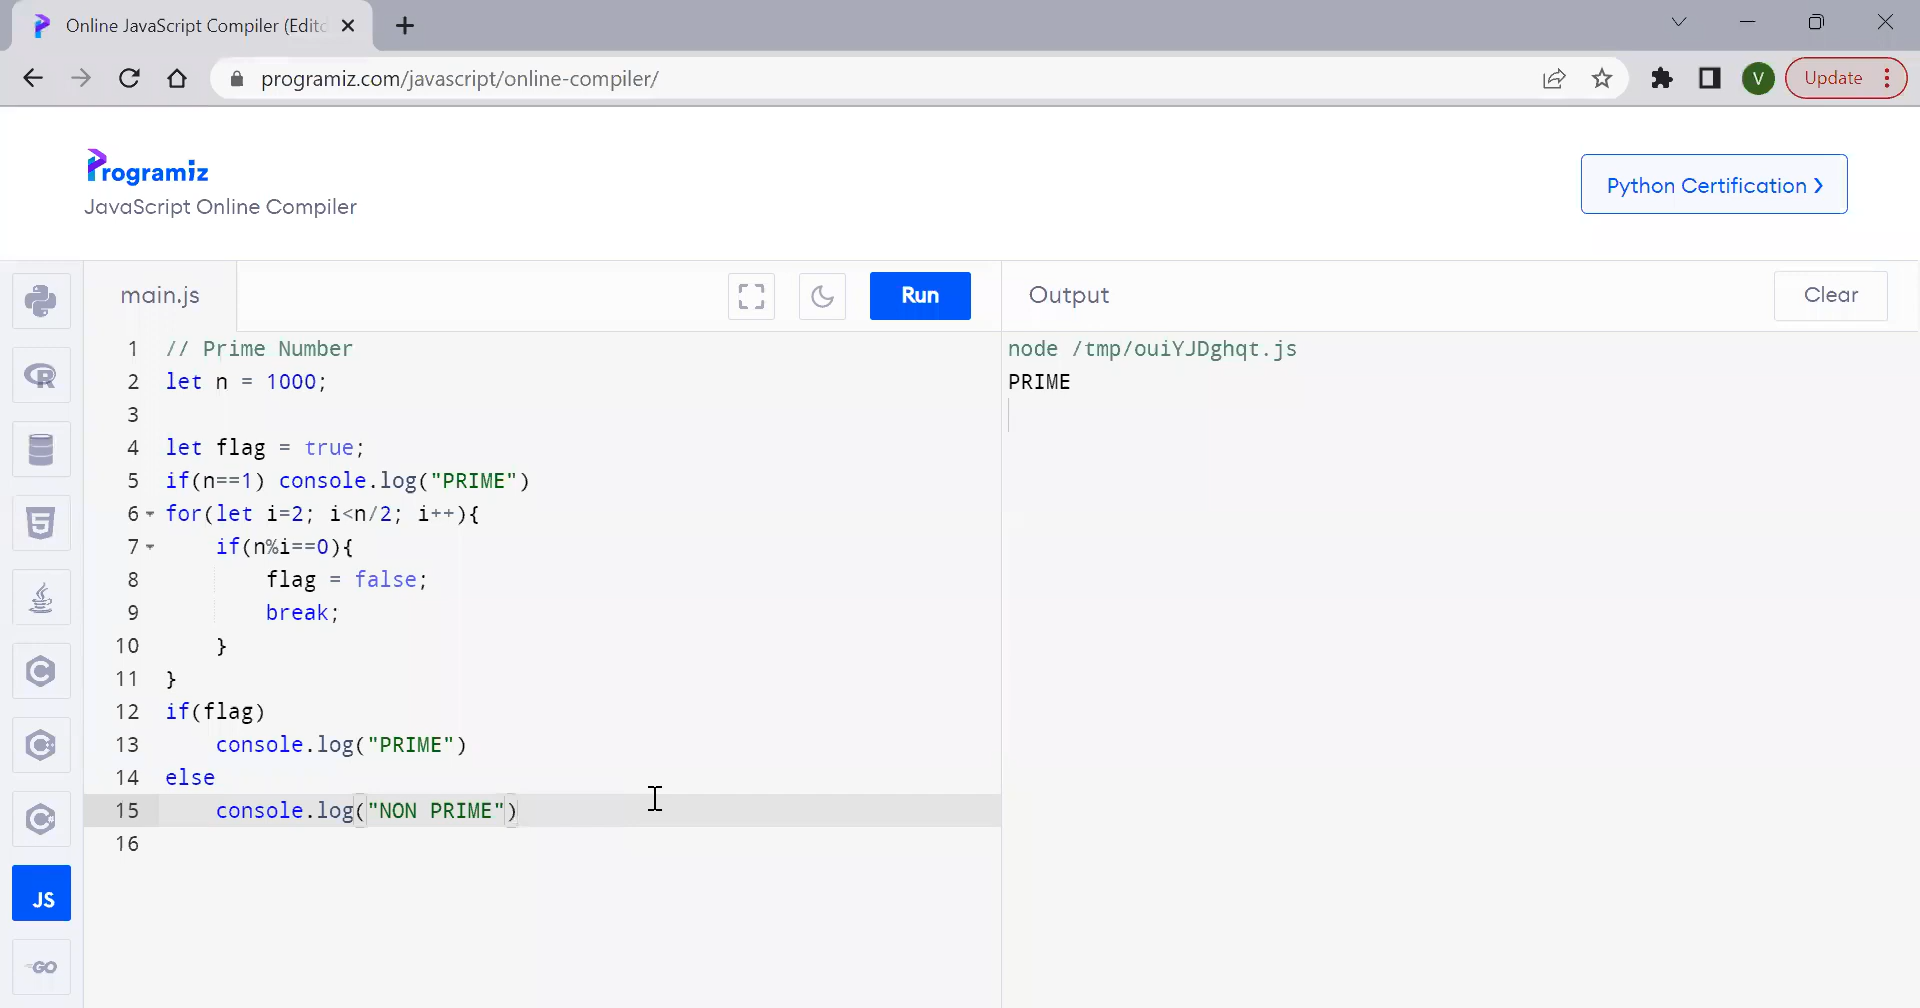 Online JavaScript Compiler (Edito
programiz.com/javascript/online-compiler/
V
Update
Programiz
JavaScript Online Compiler
Python Certification ›
main.js
Run
Output
Clear
1 // Prime Number
2 let n = 1000;
3
4 let flag = true;
5 if(n==1) console.log("PRIME")
6 for(let i=2; i<n/2; i++){
7 if(n%i==0){
8 flag = false;
9 break;
10 }
11 }
12 if(flag)
13 console.log("PRIME")
14 else
15 console.log("NON PRIME")
16
node /tmp/ouiYJDghqt.js
PRIME
R
5
C
C++
C#
JS
GO